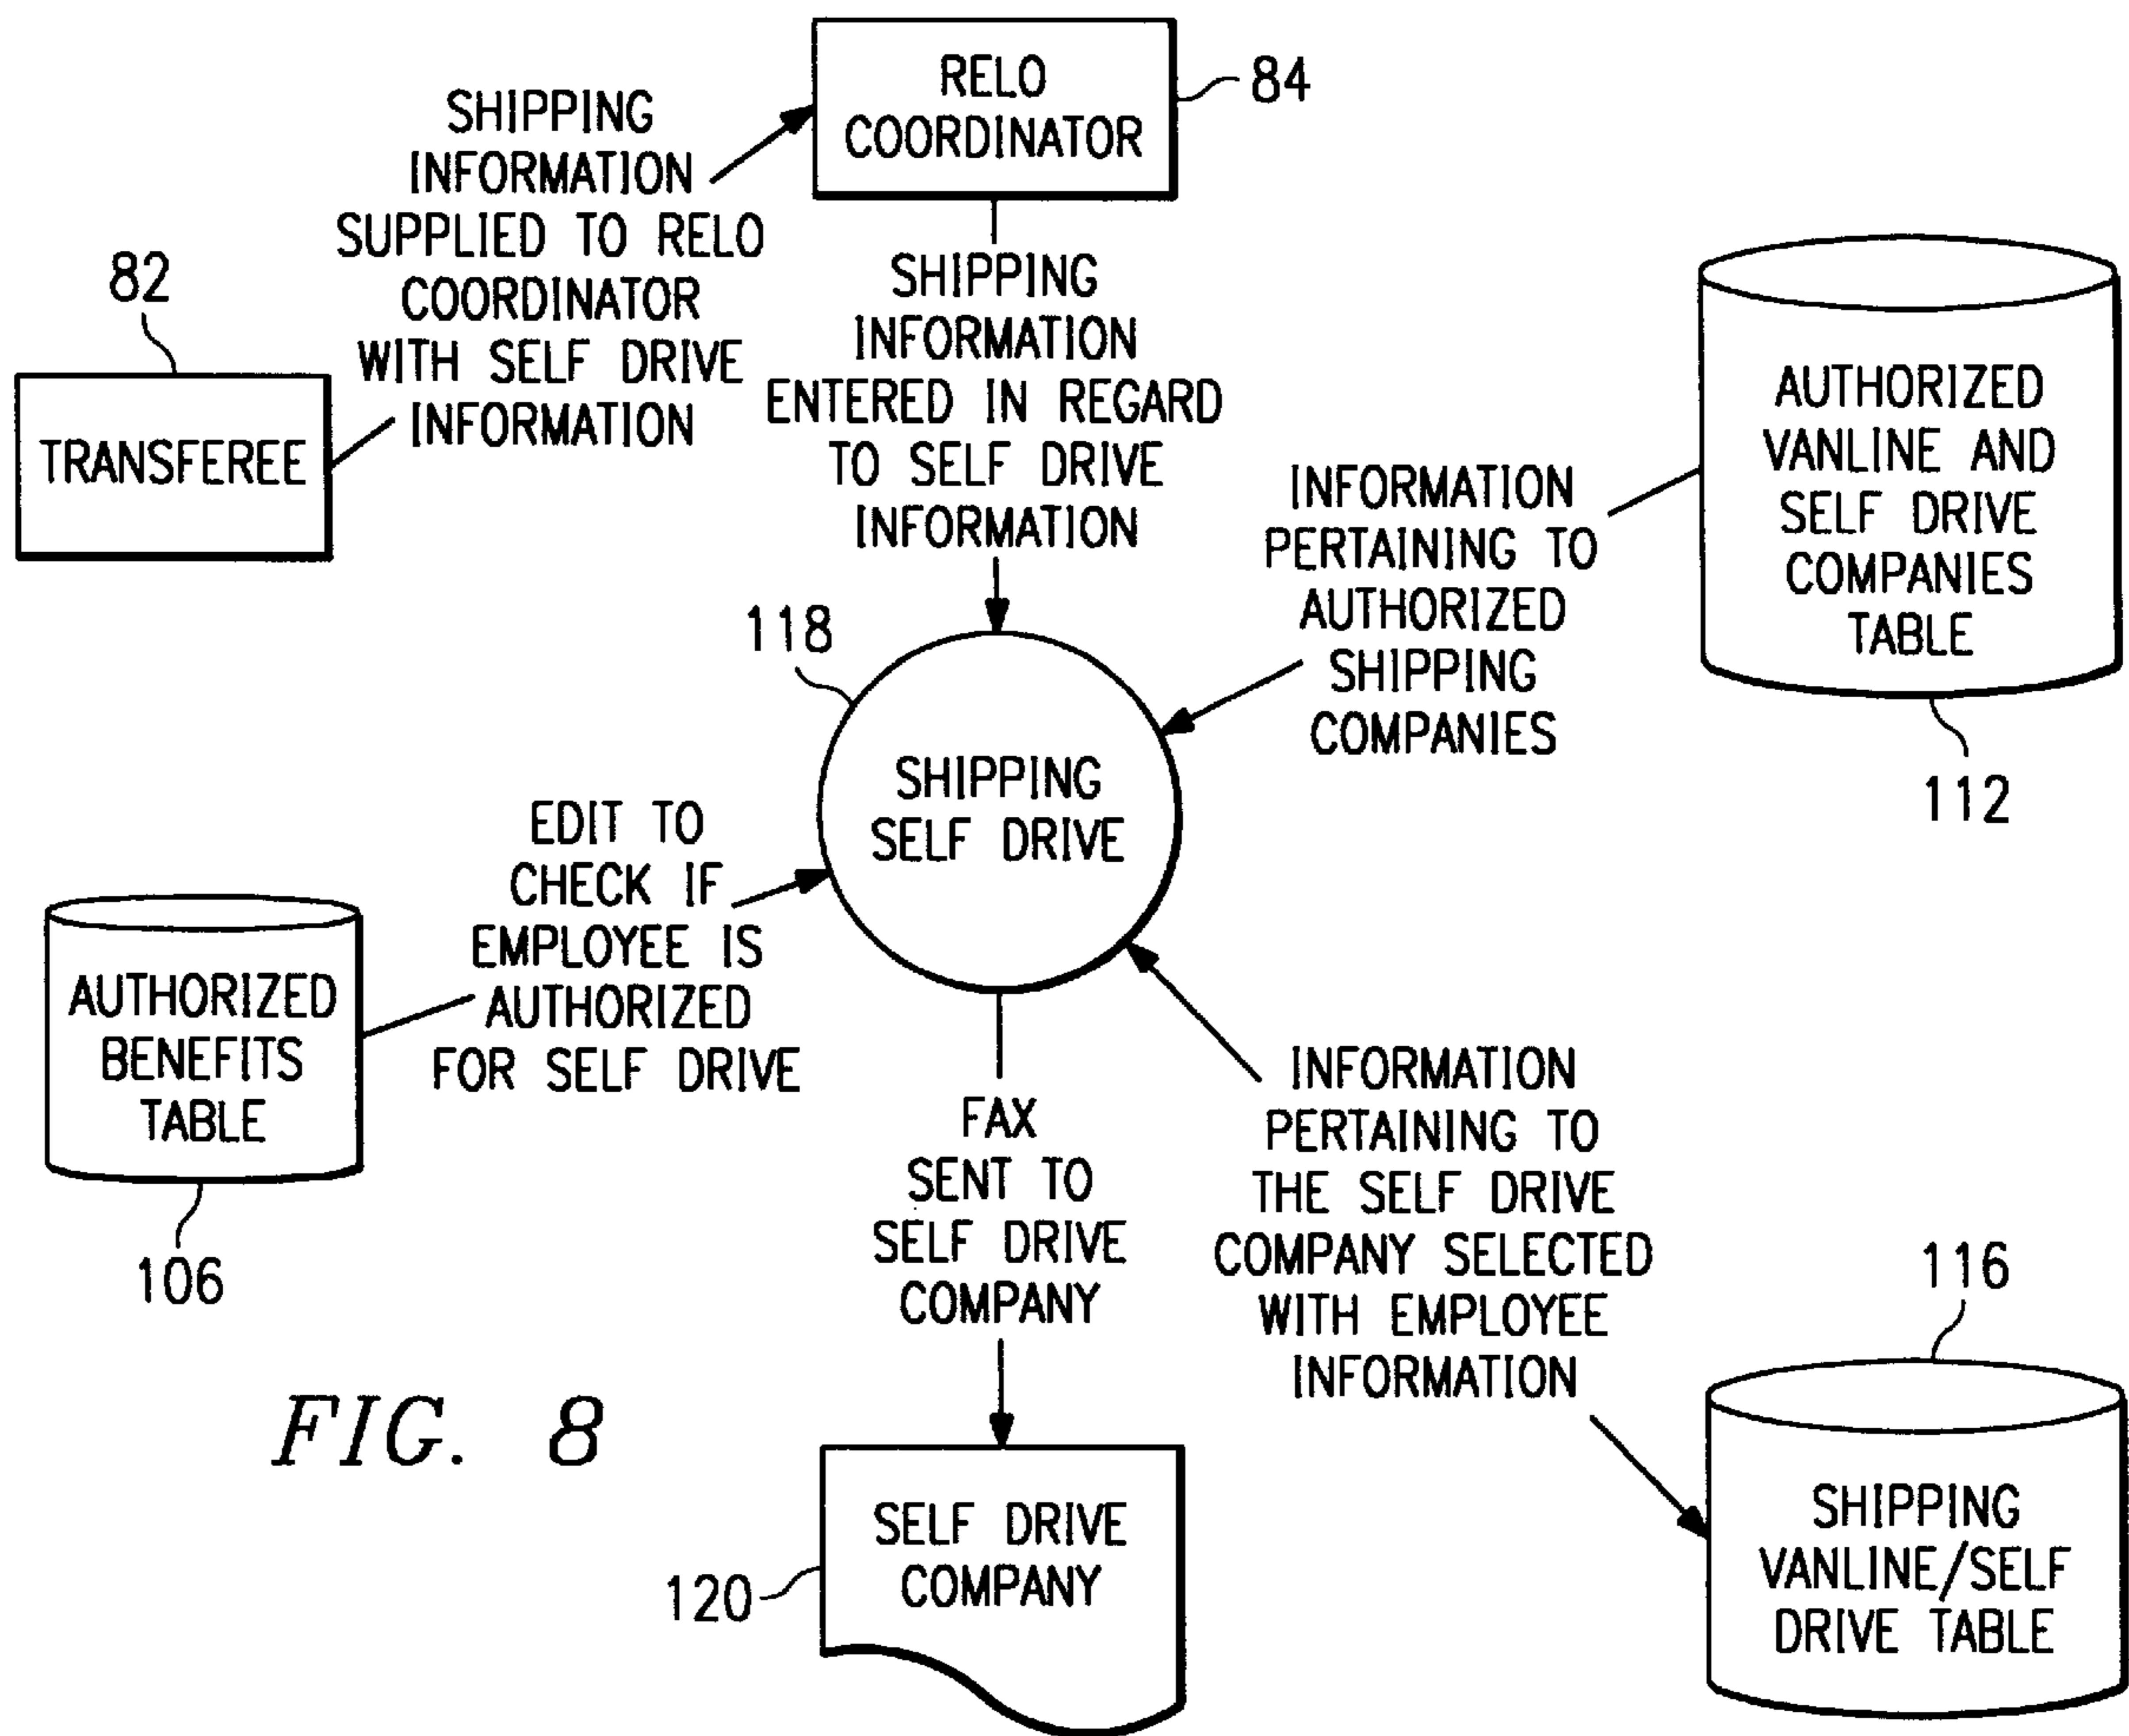 RELO
COORDINATOR
84
SHIPPING
INFORMATION
SUPPLIED TO RELO
COORDINATOR
WITH SELF DRIVE
INFORMATION
82
TRANSFEREE
SHIPPING
INFORMATION
ENTERED IN REGARD
TO SELF DRIVE
INFORMATION
AUTHORIZED
VANLINE AND
SELF DRIVE
COMPANIES
TABLE
112
INFORMATION
PERTAINING TO
AUTHORIZED
SHIPPING
COMPANIES
118
SHIPPING
SELF DRIVE
EDIT TO
CHECK IF
EMPLOYEE IS
AUTHORIZED
FOR SELF DRIVE
AUTHORIZED
BENEFITS
TABLE
106
FAX
SENT TO
SELF DRIVE
COMPANY
INFORMATION
PERTAINING TO
THE SELF DRIVE
COMPANY SELECTED
WITH EMPLOYEE
INFORMATION
116
SHIPPING
VANLINE/SELF
DRIVE TABLE
SELF DRIVE
COMPANY
120
FIG. 8